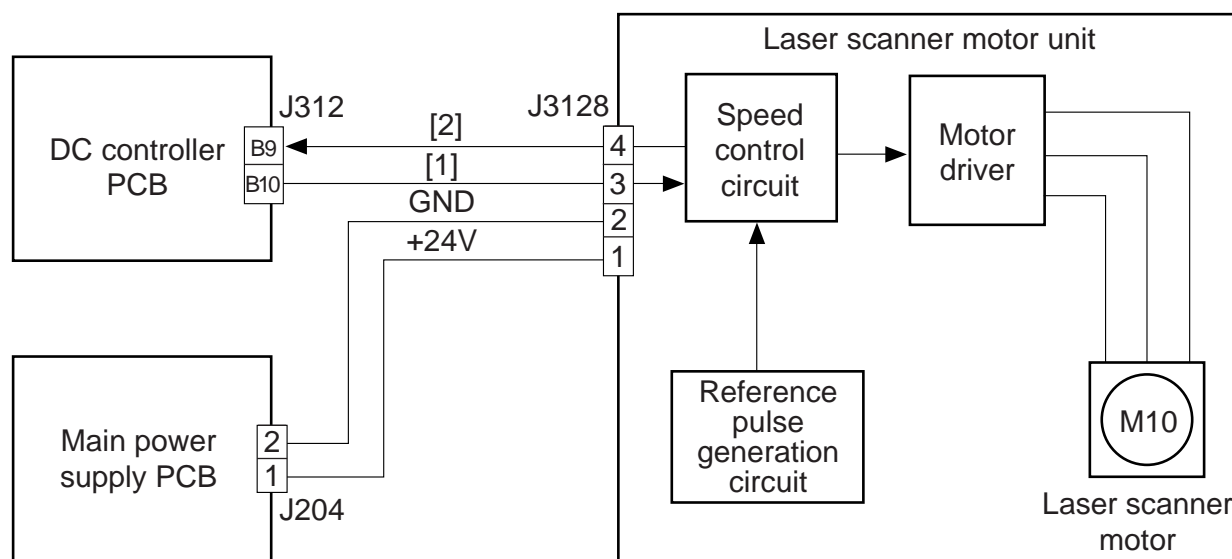 Laser scanner motor unit
DC controller
PCB
J312
B9
B10
[2]
[1]
GND
+24V
J3128
4
3
2
1
Speed
control
circuit
Motor
driver
Main power
supply PCB
2
1
J204
Reference
pulse
generation
circuit
M10
Laser scanner
motor